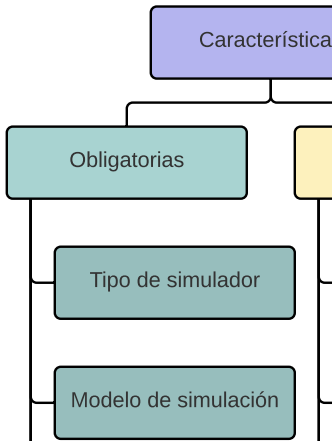 Característica
Obligatorias
Tipo de simulador
Modelo de simulación